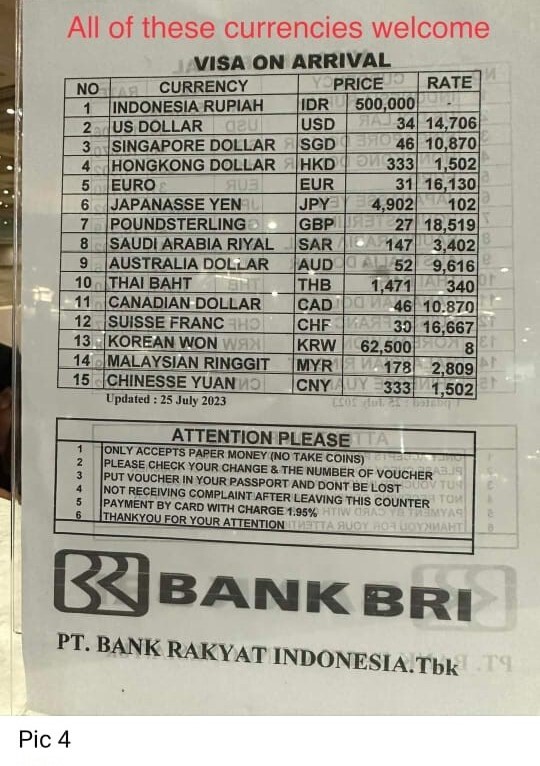 All of these currencies welcome
VISA ON ARRIVAL
NO CURRENCY PRICE RATE
1 INDONESIA RUPIAH IDR 500,000
2 US DOLLAR USD 34 14,706
3 SINGAPORE DOLLAR SGD 46 10,870
4 HONGKONG DOLLAR HKD 333 1,502
5 EURO EUR 31 16,130
6 JAPANASSE YEN JPY 4,902 102
7 POUNDSTERLING GBP 27 18,519
8 SAUDI ARABIA RIYAL SAR 147 3,402
9 AUSTRALIA DOLLAR AUD 52 9,616
10 THAI BAHT THB 1,471 340
11 CANADIAN DOLLAR CAD 46 10.870
12 SUISSE FRANC CHF 30 16,667
13 KOREAN WON KRW 62,500 8
14 MALAYSIAN RINGGIT MYR 178 2,809
15 CHINESSE YUAN CNY 333 1,502
Updated : 25 July 2023
ATTENTION PLEASE
1 ONLY ACCEPTS PAPER MONEY (NO TAKE COINS)
2 PLEASE CHECK YOUR CHANGE & THE NUMBER OF VOUCHER
3 PUT VOUCHER IN YOUR PASSPORT AND DONT BE LOST
4 NOT RECEIVING COMPLAINT AFTER LEAVING THIS COUNTER
5 PAYMENT BY CARD WITH CHARGE 1.95%
6 THANKYOU FOR YOUR ATTENTION
BANK BRI
PT. BANK RAKYAT INDONESIA.Tbk
Pic 4